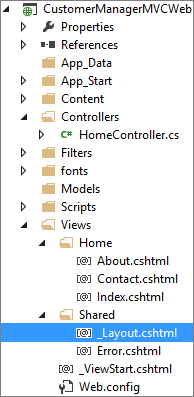 CustomerManagerMVCWeb
Properties
References
App_Data
App_Start
Content
Controllers
HomeController.cs
Filters
fonts
Models
Scripts
Views
Home
About.cshtml
Contact.cshtml
Index.cshtml
Shared
_Layout.cshtml
Error.cshtml
_ViewStart.cshtml
Web.config